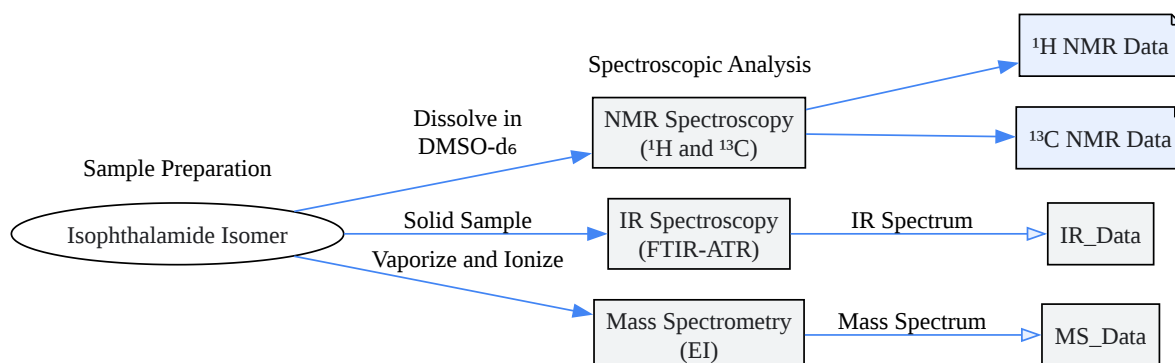 Sample Preparation
Isophthalamide Isomer
Dissolve in
DMSO-d₆
Solid Sample
Vaporize and Ionize
Spectroscopic Analysis
NMR Spectroscopy
(¹H and ¹³C)
IR Spectroscopy
(FTIR-ATR)
Mass Spectrometry
(EI)
IR Spectrum
Mass Spectrum
¹H NMR Data
¹³C NMR Data
IR_Data
MS_Data